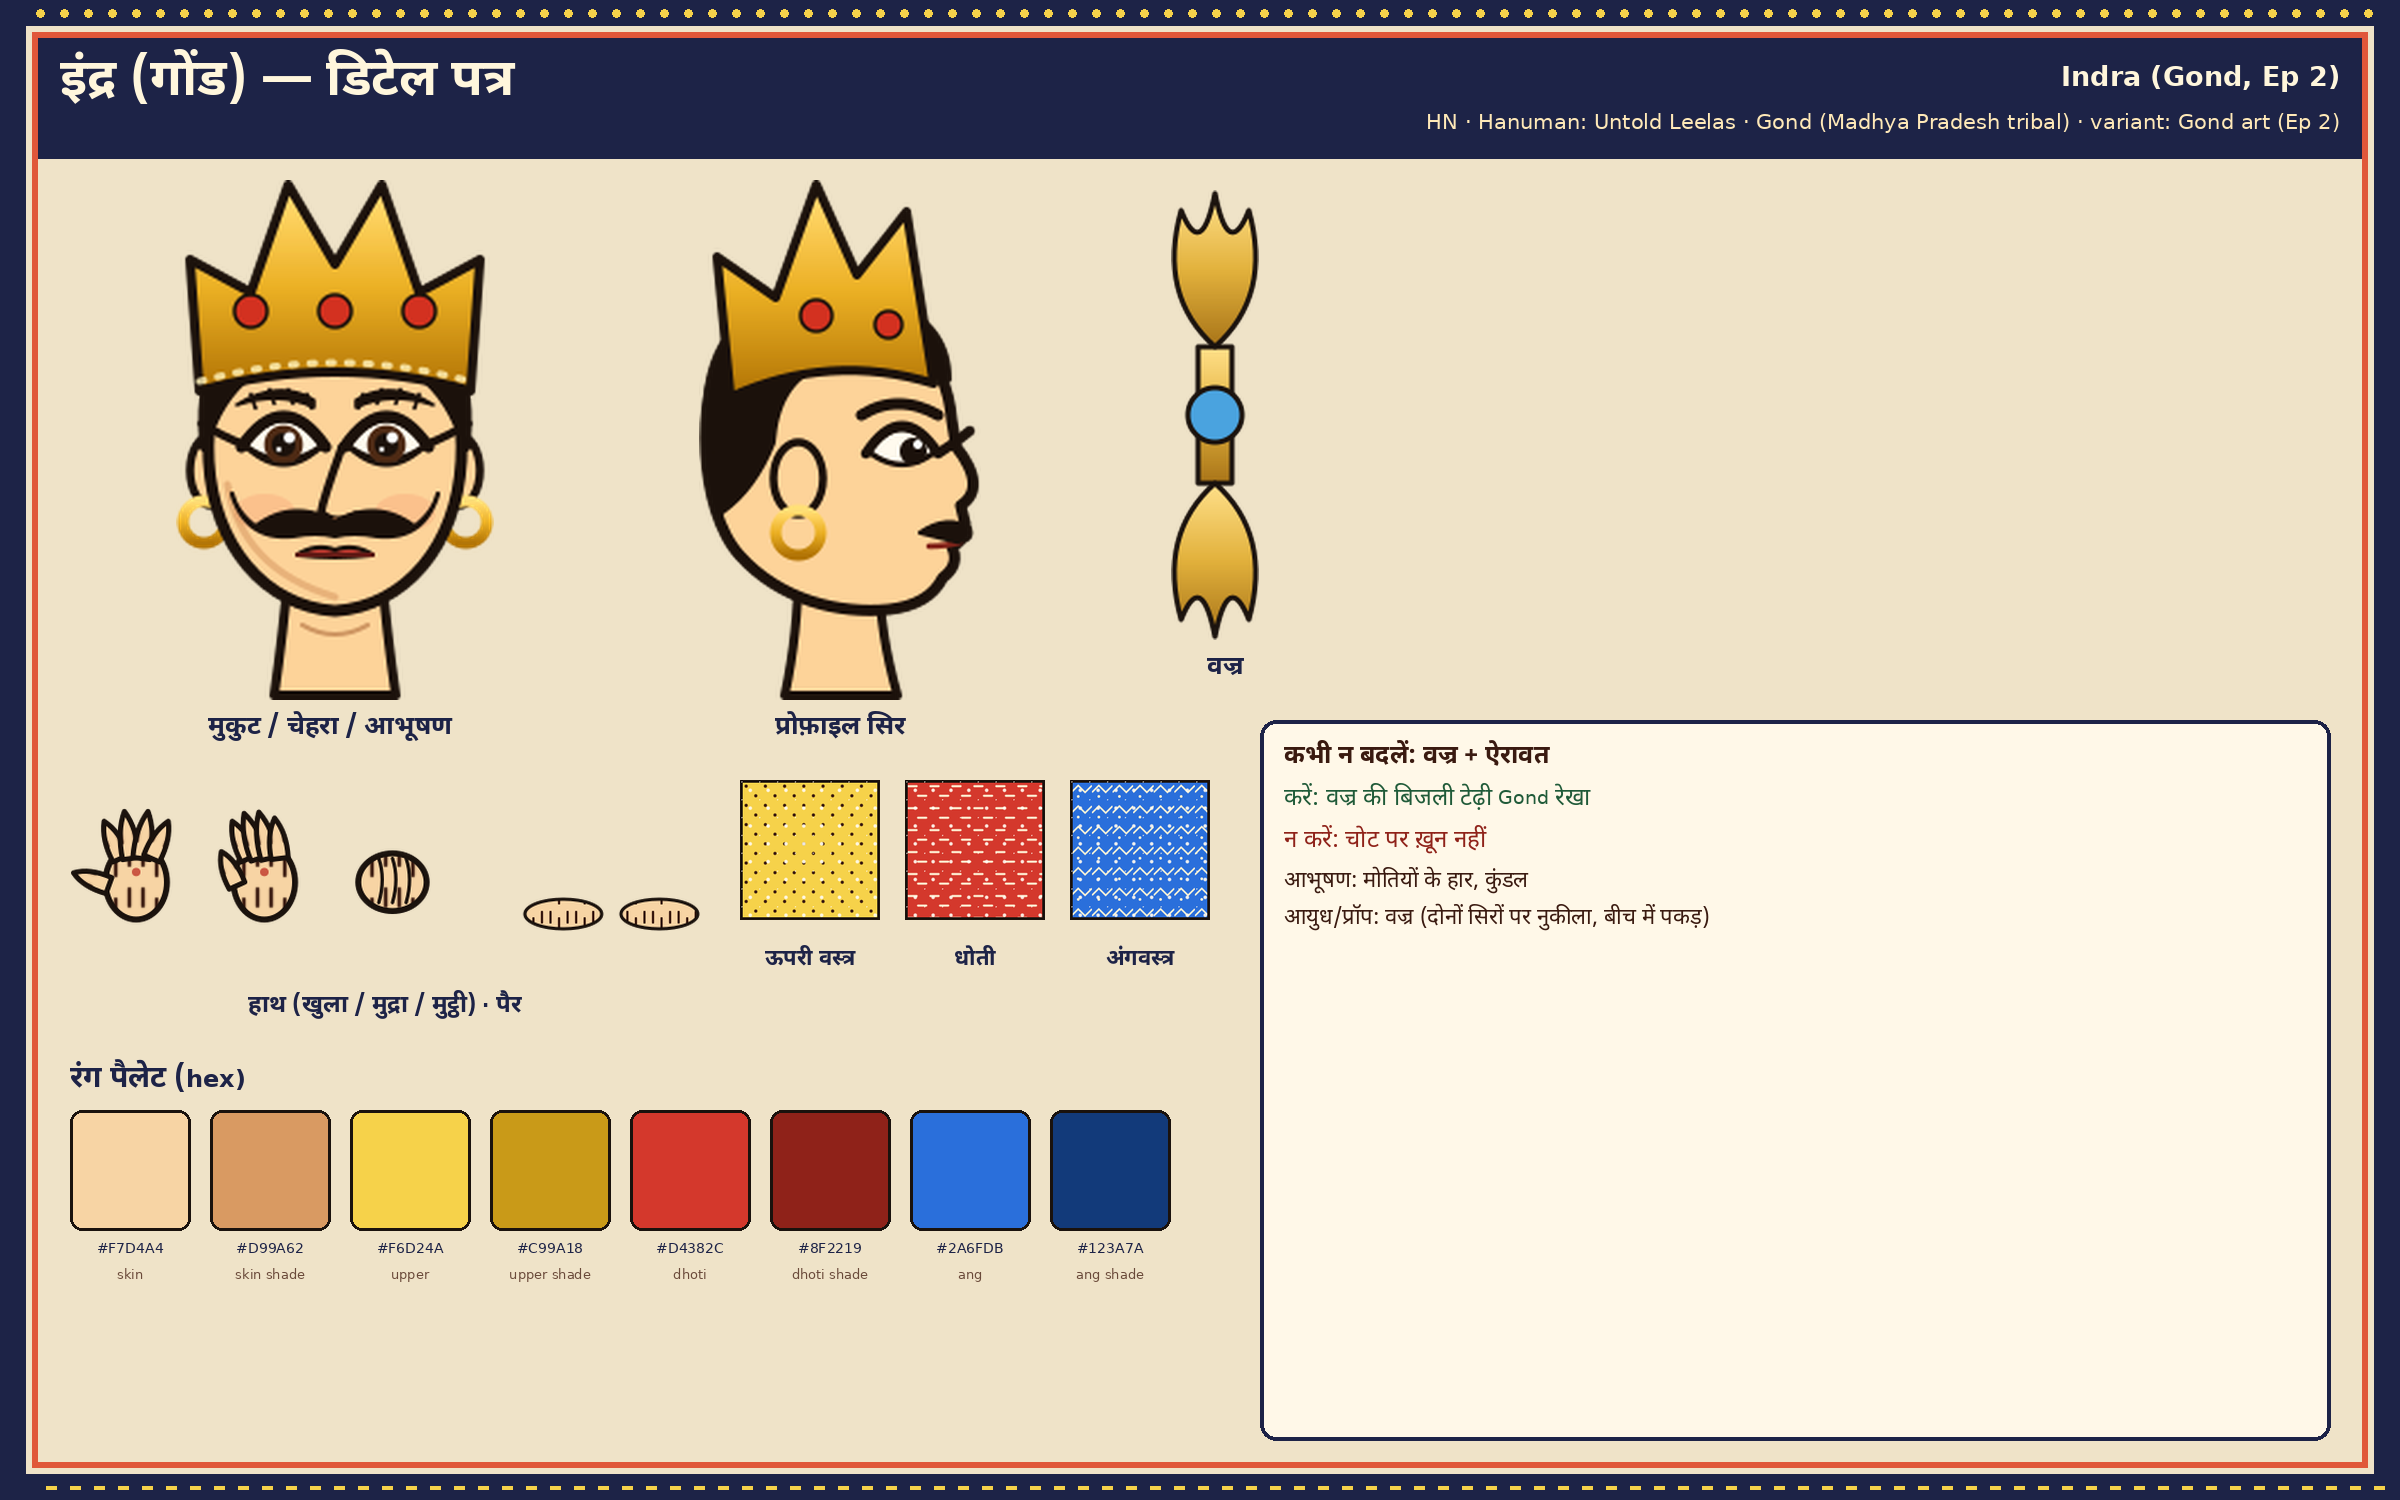 इंद्र (गोंड) — डिटेल पत्र
Indra (Gond, Ep 2)
HN · Hanuman: Untold Leelas · Gond (Madhya Pradesh tribal) · variant: Gond art (Ep 2)
वज्र
मुकुट / चेहरा / आभूषण
प्रोफ़ाइल सिर
कभी न बदलें: वज्र + ऐरावत
करें: वज्र की बिजली टेढ़ी Gond रेखा
न करें: चोट पर ख़ून नहीं
आभूषण: मोतियों के हार, कुंडल
आयुध/प्रॉप: वज्र (दोनों सिरों पर नुकीला, बीच में पकड़)
ऊपरी वस्त्र
धोती
अंगवस्त्र
हाथ (खुला / मुद्रा / मुट्ठी) · पैर
रंग पैलेट (hex)
#F7D4A4
#D99A62
#F6D24A
#C99A18
#D4382C
#8F2219
#2A6FDB
#123A7A
skin
skin shade
upper
upper shade
dhoti
dhoti shade
ang
ang shade